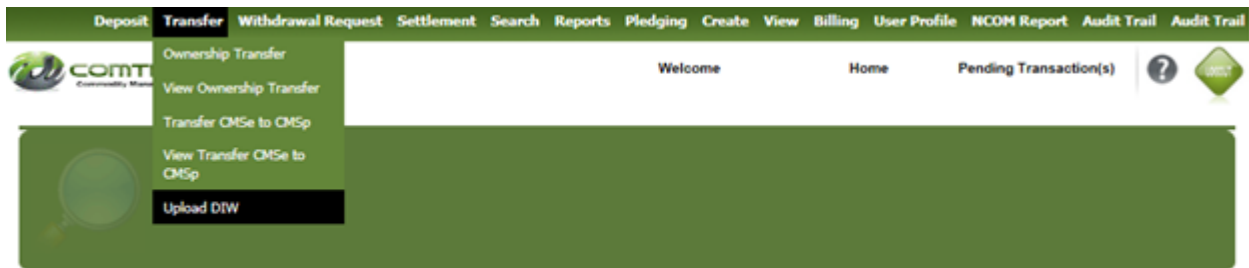 Deposit Transfer Withdrawal Request Settlement Search Reports Pledging Create View Billing User Profile NCOM Report Audit Trail Audit Trail
Ownership Transfer
View Ownership Transfer
Transfer CMSe to CMSp
View Transfer CMSe to
CMSp
Upload DIW
COMT
Welcome Home Pending Transaction(s) ?